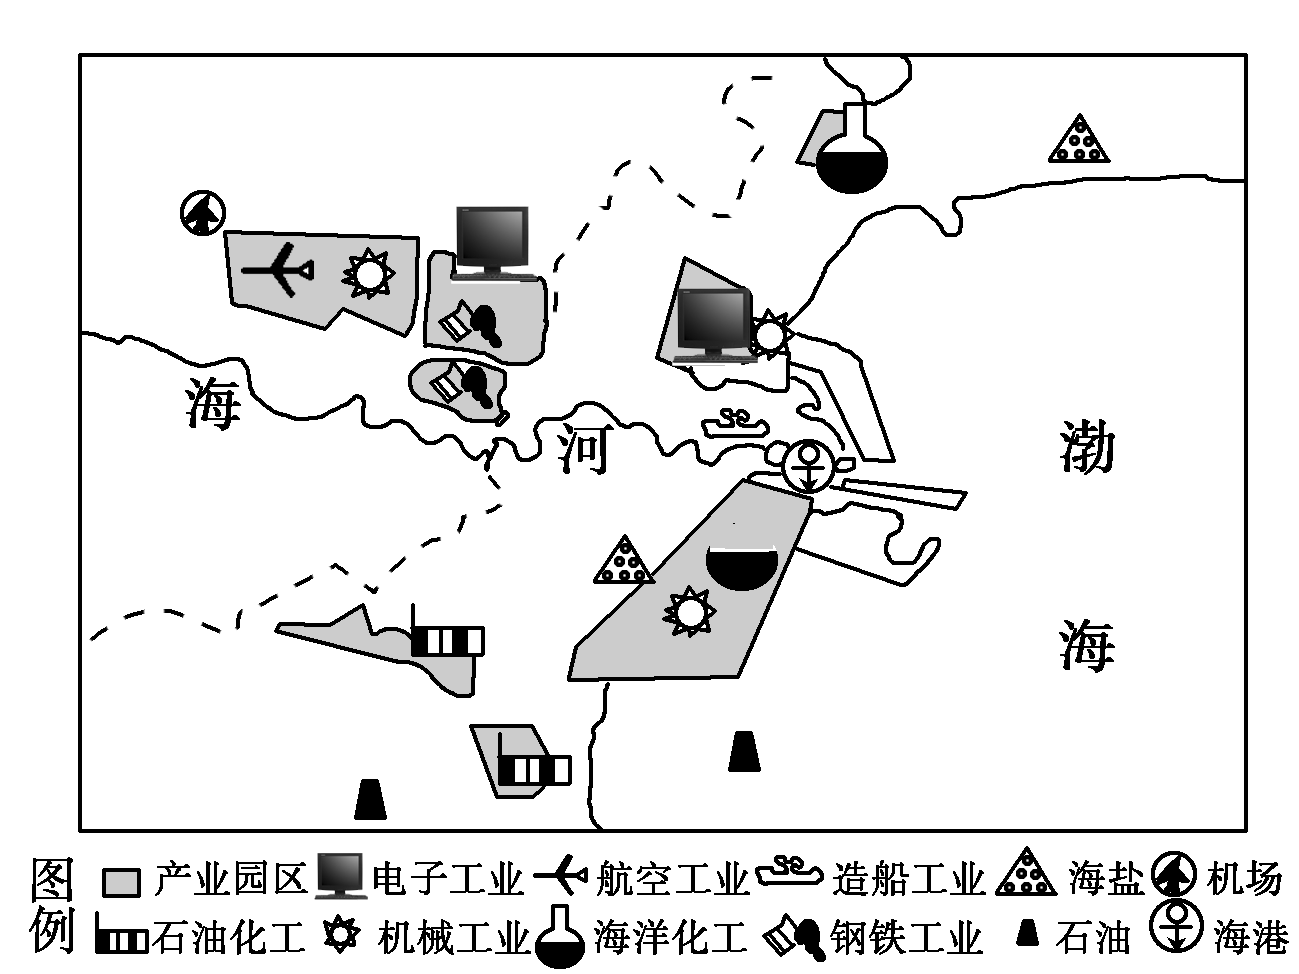 海
河
渤
海
图例
产业园区 电子工业 航空工业 造船工业 海盐 机场
石油化工 机械工业 海洋化工 钢铁工业 石油 海港